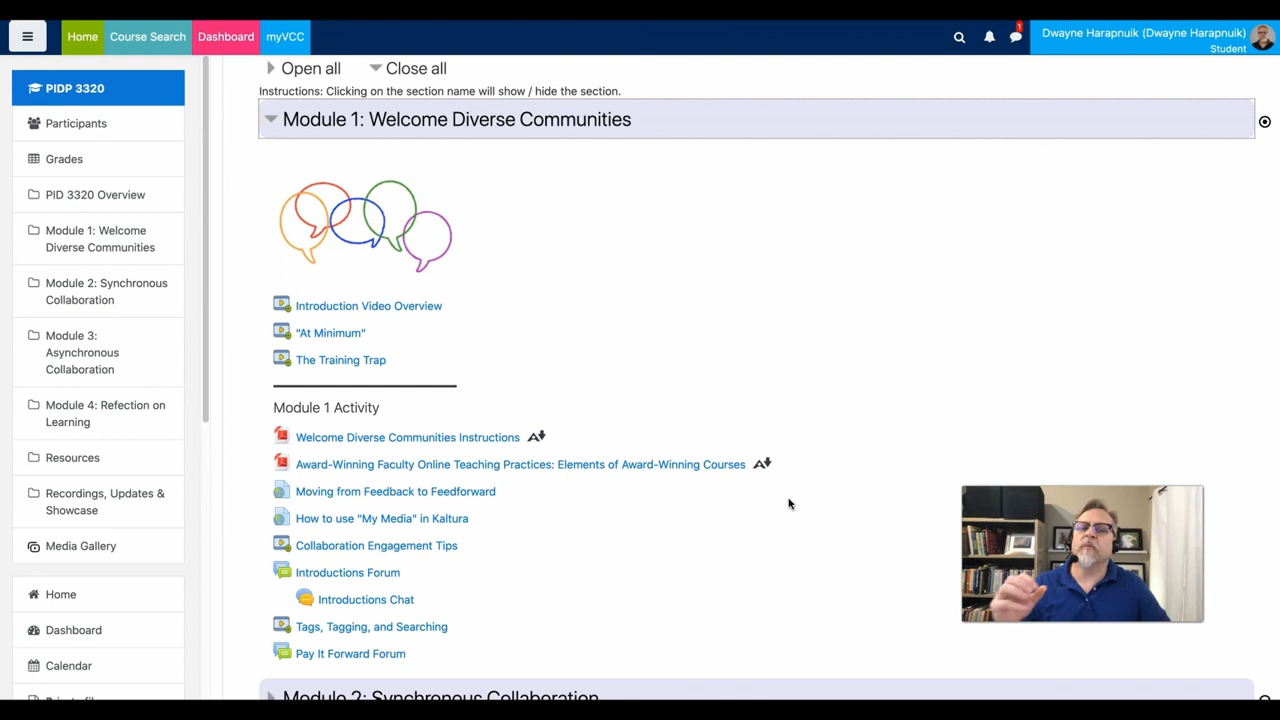 Home
Course Search
Dashboard
myVCC
1
Dwayne Harapnuik (Dwayne Harapnuik)
Student
PIDP 3320
Participants
Grades
PID 3320 Overview
Module 1: Welcome
Diverse Communities
Module 2: Synchronous
Collaboration
Module 3:
Asynchronous
Collaboration
Module 4: Refection on
Learning
Resources
Recordings, Updates &
Showcase
Media Gallery
Home
Dashboard
Calendar
Open all
Close all
Instructions: Clicking on the section name will show / hide the section.
Module 1: Welcome Diverse Communities
Introduction Video Overview
"At Minimum"
The Training Trap
Module 1 Activity
Welcome Diverse Communities Instructions
Award-Winning Faculty Online Teaching Practices: Elements of Award-Winning Courses
Moving from Feedback to Feedforward
How to use "My Media" in Kaltura
Collaboration Engagement Tips
Introductions Forum
Introductions Chat
Tags, Tagging, and Searching
Pay It Forward Forum
Module 2: Synchronous Collaboration